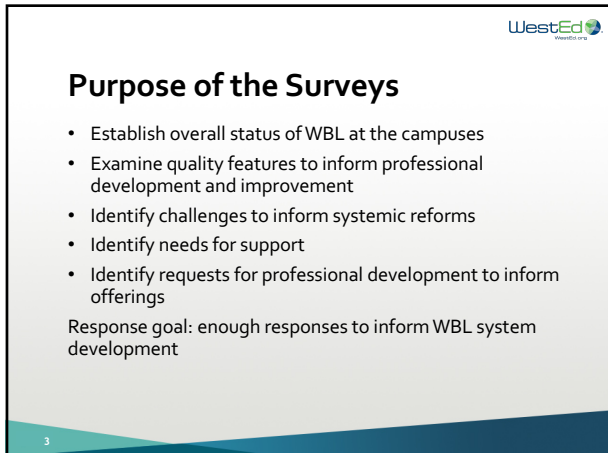 WestEd
WestEd.org
Purpose of the Surveys
• Establish overall status of WBL at the campuses
• Examine quality features to inform professional
development and improvement
• Identify challenges to inform systemic reforms
• Identify needs for support
• Identify requests for professional development to inform
offerings
Response goal: enough responses to inform WBL system
development
3